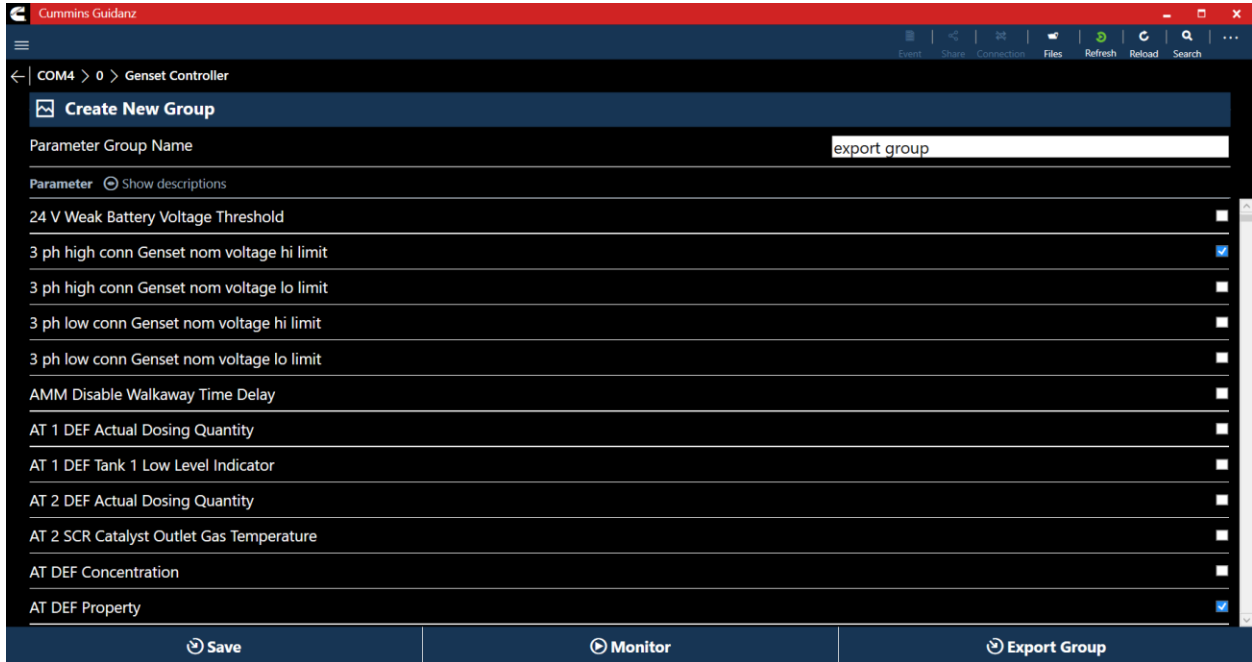 Cummins Guidanz
Event Share Connection Files Refresh Reload Search
COM4 > 0 > Genset Controller
Create New Group
Parameter Group Name export group
Parameter Show descriptions
24 V Weak Battery Voltage Threshold
3 ph high conn Genset nom voltage hi limit
3 ph high conn Genset nom voltage lo limit
3 ph low conn Genset nom voltage hi limit
3 ph low conn Genset nom voltage lo limit
AMM Disable Walkaway Time Delay
AT 1 DEF Actual Dosing Quantity
AT 1 DEF Tank 1 Low Level Indicator
AT 2 DEF Actual Dosing Quantity
AT 2 SCR Catalyst Outlet Gas Temperature
AT DEF Concentration
AT DEF Property
Save Monitor Export Group